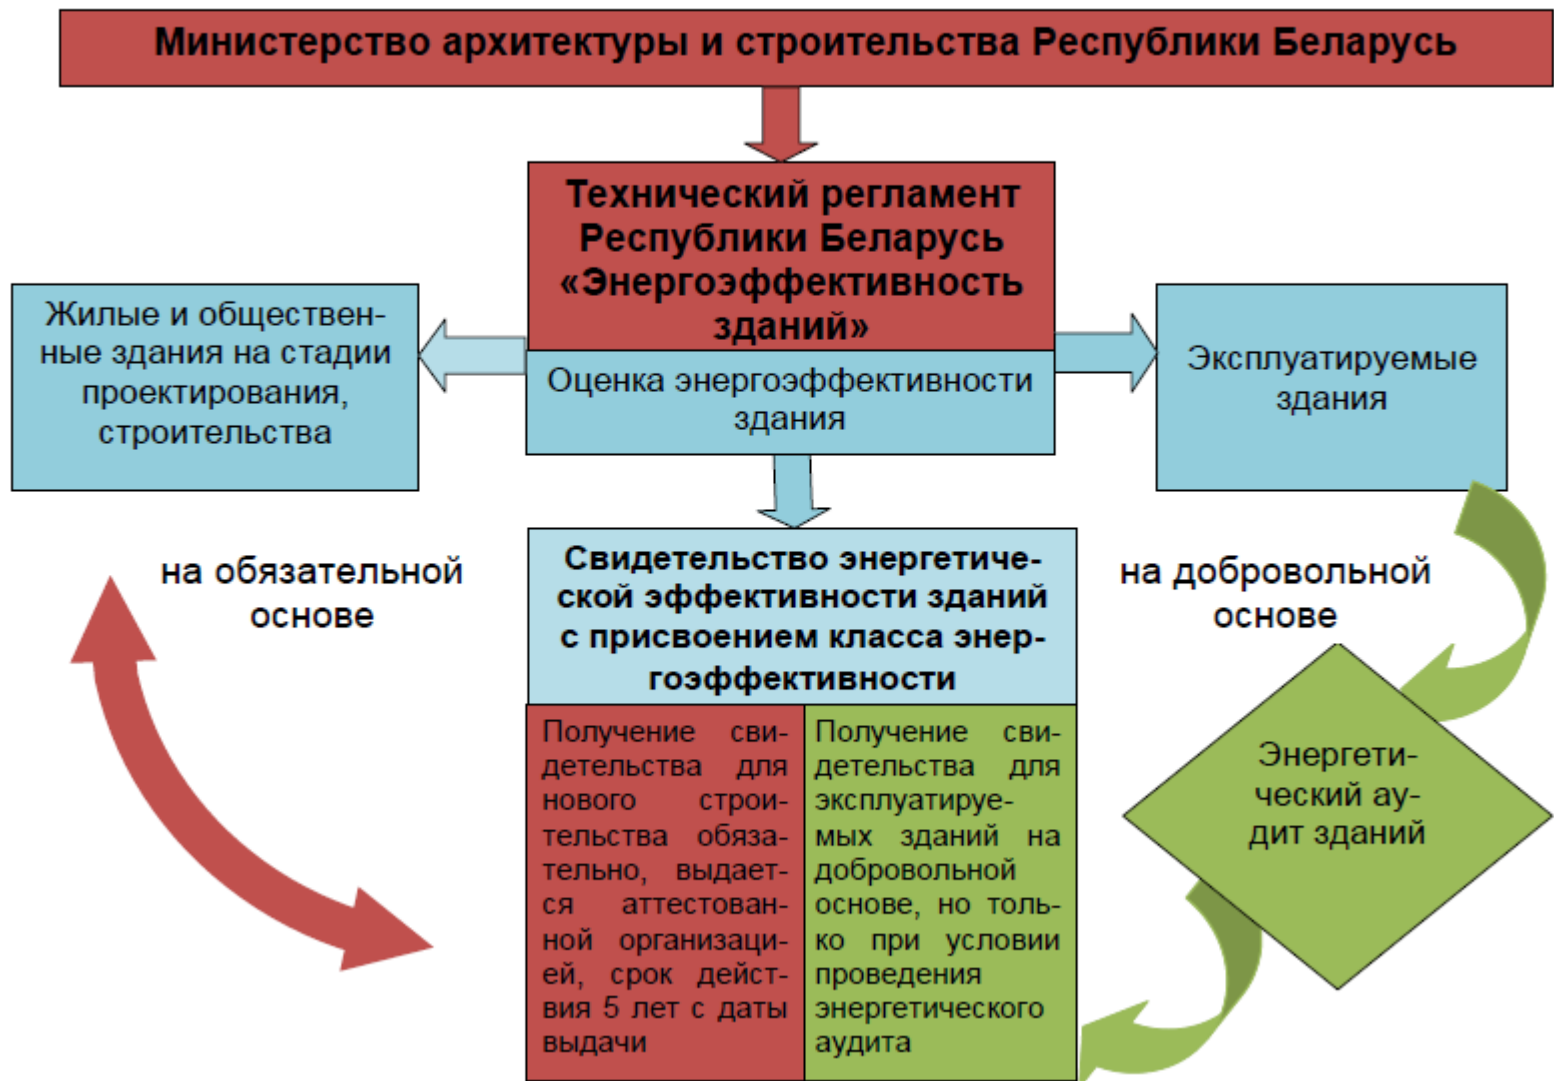 Министерство архитектуры и строительства Республики Беларусь
Технический регламент
Республики Беларусь
«Энергоэффективность
зданий»
Оценка энергоэффективности
здания
Жилые и обществен-
ные здания на стадии
проектирования,
строительства
Эксплуатируемые
здания
на обязательной
основе
Свидетельство энергетиче-
ской эффективности зданий
с присвоением класса энер-
гоэффективности
на добровольной
основе
Получение сви-
детельства для
нового строи-
тельства обяза-
тельно, выдает-
ся аттестован-
ной организаци-
ей, срок дейст-
вия 5 лет с даты
выдачи
Получение сви-
детельства для
эксплуатируе-
мых зданий на
добровольной
основе, но толь-
ко при условии
проведения
энергетического
аудита
Энергети-
ческий ау-
дит зданий